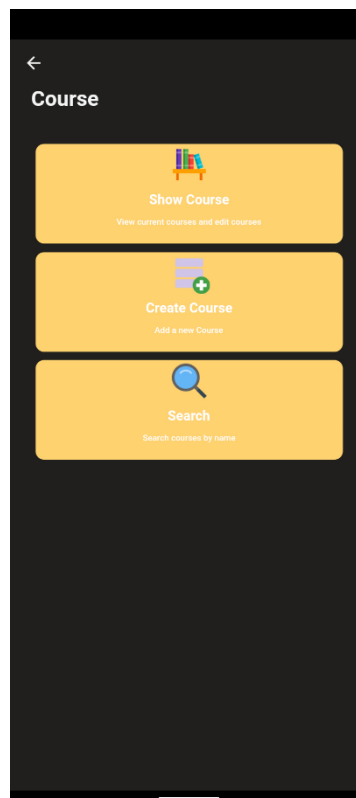 Course
Show Course
View current courses and edit courses
Create Course
Add a new Course
Search
Search courses by name